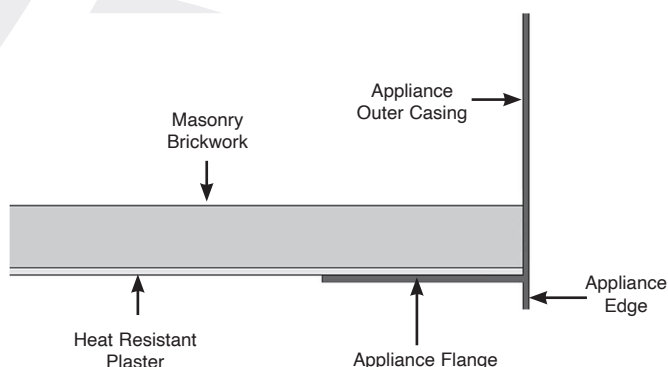 Appliance
Outer Casing
Masonry
Brickwork
Appliance
Edge
Heat Resistant
Plaster
Appliance Flange